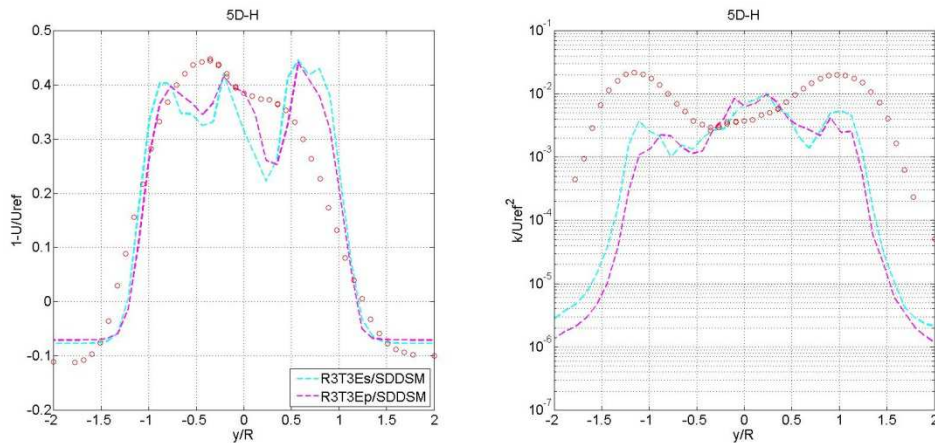 5D-H
0.5
0.4
0.3
0.2
0.1
0
-0.1
-0.2
-2 -1.5 -1 -0.5 0 0.5 1 1.5 2
1-U/Uref
y/R
R3T3Es/SDDSM
R3T3Ep/SDDSM
5D-H
10^-1
10^-2
10^-3
10^-4
10^-5
10^-6
10^-7
-2 -1.5 -1 -0.5 0 0.5 1 1.5 2
k/Uref^2
y/R